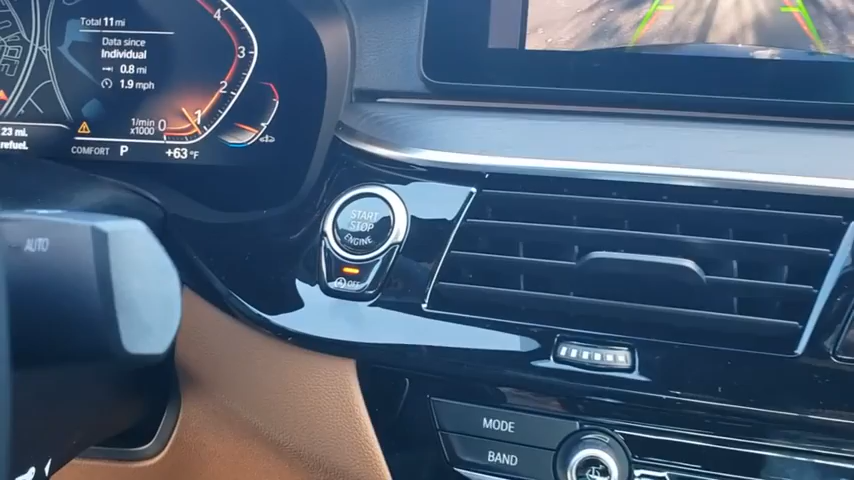 Total 11 mi
Data since
Individual
0.8 mi
1.9 mph
4
3
2
1
0
1/min
x1000
23 mi.
refuel.
COMFORT P +63°F
AUTO
START
STOP
ENGINE
OFF
MODE
BAND